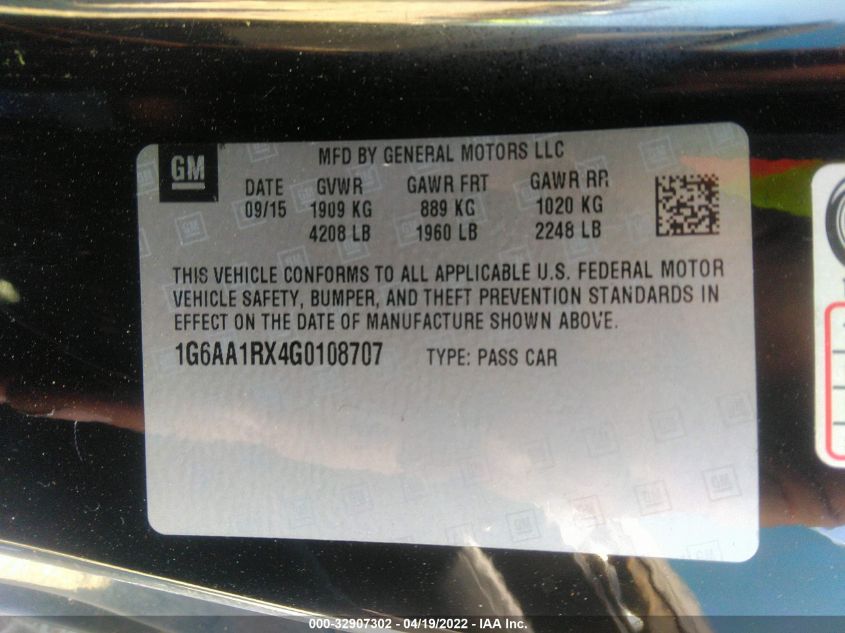 GM
MFD BY GENERAL MOTORS LLC
DATE GVWR GAWR FRT GAWR RR
09/15 1909 KG 889 KG 1020 KG
4208 LB 1960 LB 2248 LB
THIS VEHICLE CONFORMS TO ALL APPLICABLE U.S. FEDERAL MOTOR
VEHICLE SAFETY, BUMPER, AND THEFT PREVENTION STANDARDS IN
EFFECT ON THE DATE OF MANUFACTURE SHOWN ABOVE.
1G6AA1RX4G0108707 TYPE: PASS CAR
000-32907302 - 04/19/2022 - IAA Inc.